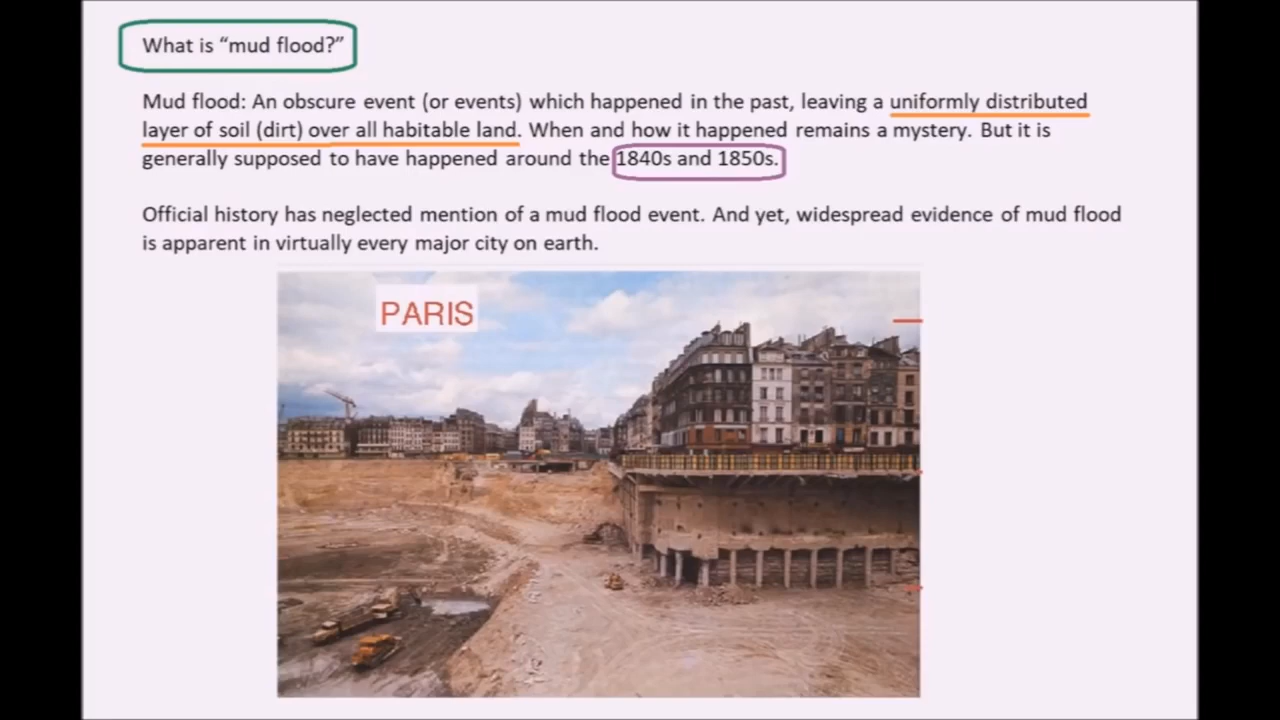 What is “mud flood?”
Mud flood: An obscure event (or events) which happened in the past, leaving a uniformly distributed
layer of soil (dirt) over all habitable land. When and how it happened remains a mystery. But it is
generally supposed to have happened around the 1840s and 1850s.
Official history has neglected mention of a mud flood event. And yet, widespread evidence of mud flood
is apparent in virtually every major city on earth.
PARIS